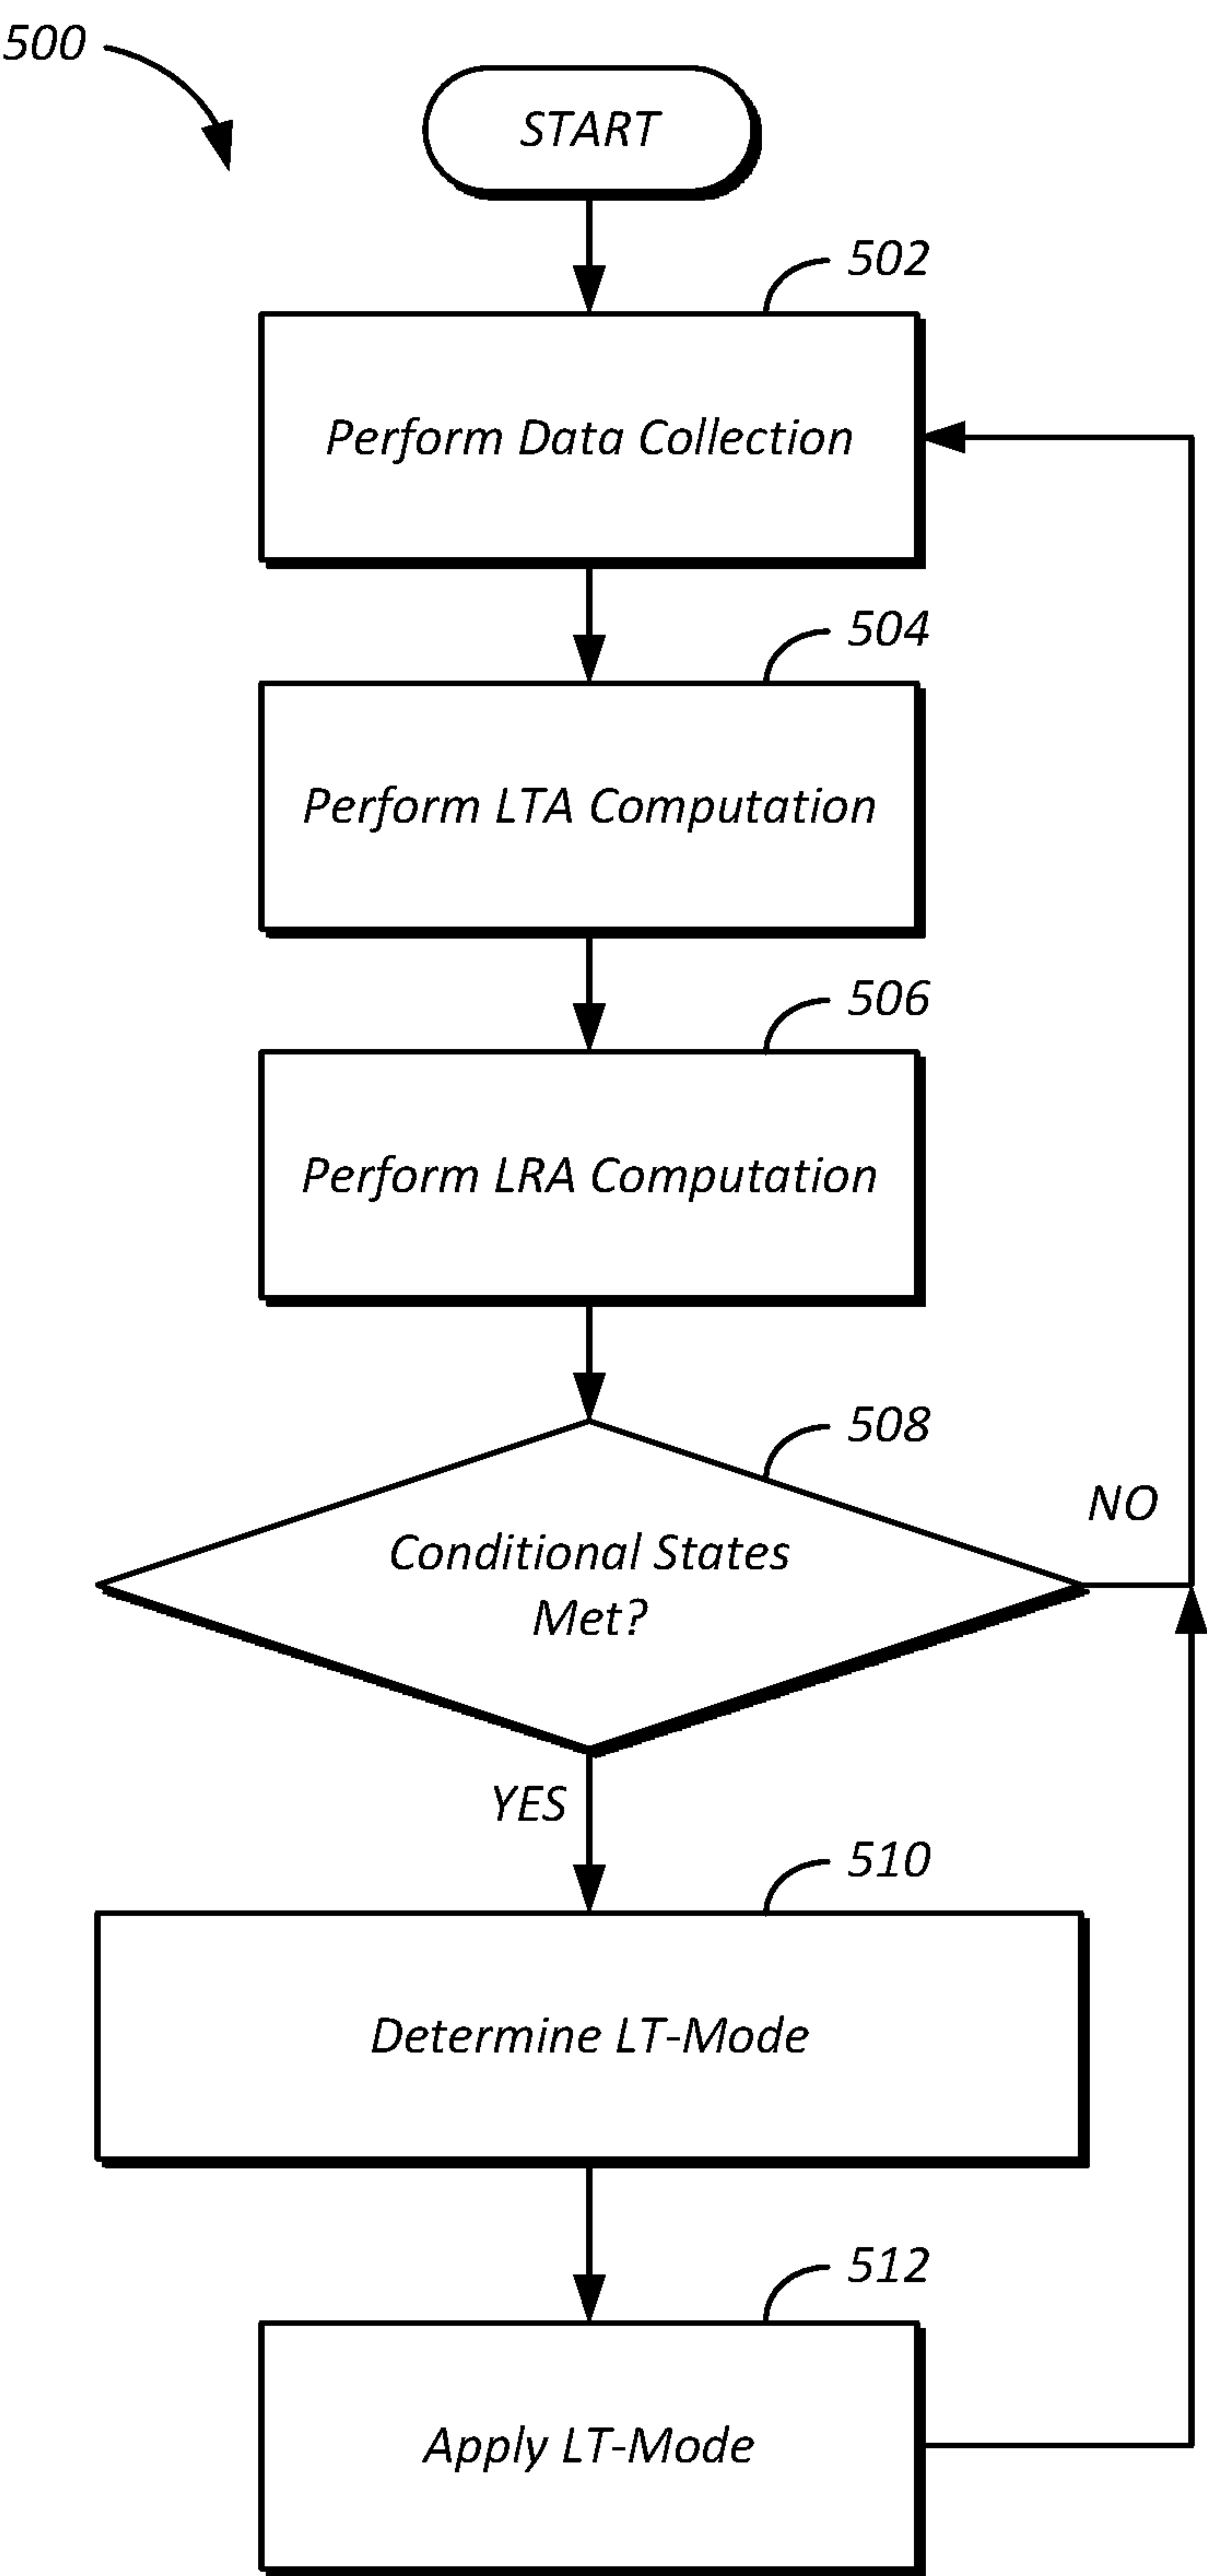 500
START
502
Perform Data Collection
504
Perform LTA Computation
506
Perform LRA Computation
508
Conditional States
Met?
NO
YES
510
Determine LT-Mode
512
Apply LT-Mode